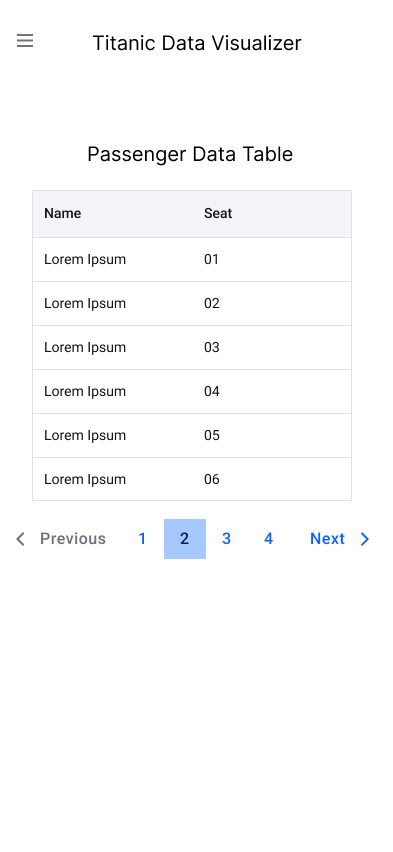 Titanic Data Visualizer
Passenger Data Table
Name Seat
Lorem Ipsum 01
Lorem Ipsum 02
Lorem Ipsum 03
Lorem Ipsum 04
Lorem Ipsum 05
Lorem Ipsum 06
Previous 1 2 3 4 Next